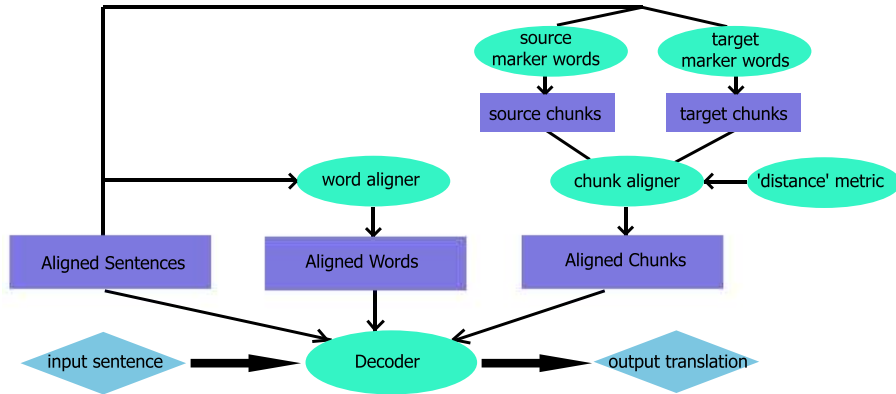 source
marker words
target
marker words
source chunks
target chunks
word aligner
chunk aligner
'distance' metric
Aligned Sentences
Aligned Words
Aligned Chunks
input sentence
Decoder
output translation